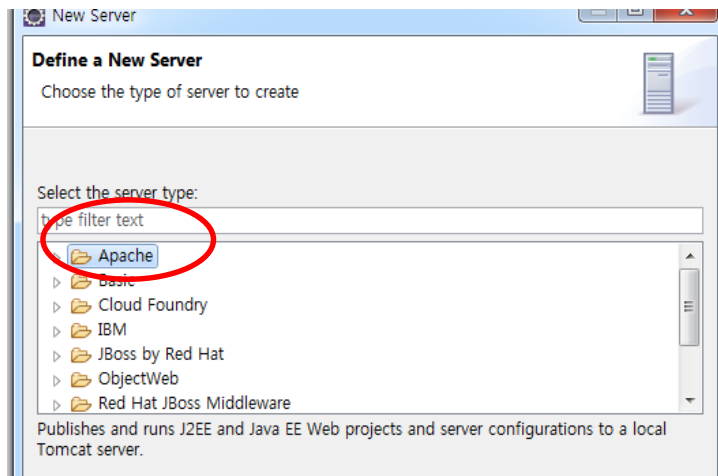 New Server
Define a New Server
Choose the type of server to create
Select the server type:
type filter text
Apache
Basic
Cloud Foundry
IBM
JBoss by Red Hat
ObjectWeb
Red Hat JBoss Middleware
Publishes and runs J2EE and Java EE Web projects and server configurations to a local
Tomcat server.